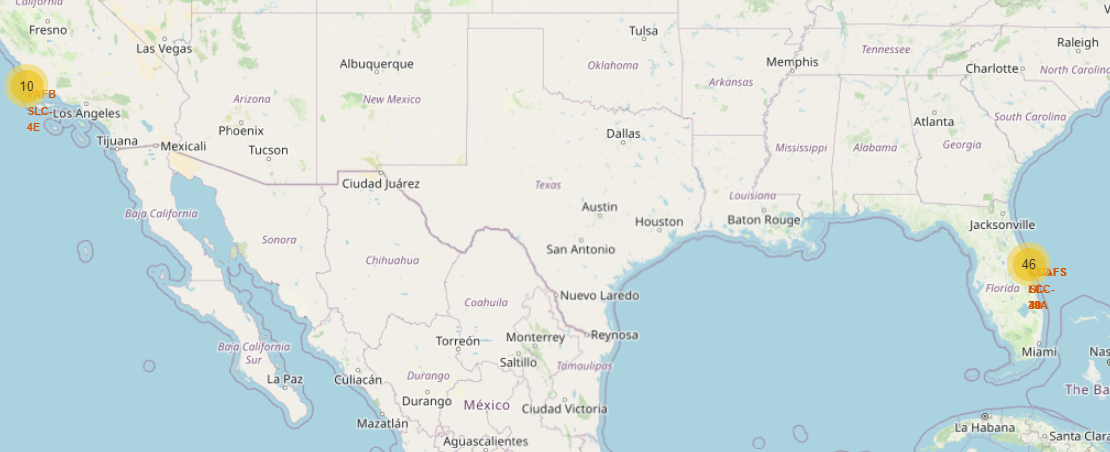 California
Fresno
Las Vegas
Albuquerque
Tulsa
Oklahoma
Memphis
Tennessee
Raleigh
Charlotte
North Carolina
10
VAFB
SLC-
4E
Los Angeles
Arizona
New Mexico
Arkansas
Tijuana
Mexicali
Phoenix
Tucson
Dallas
Mississippi
Alabama
Atlanta
Georgia
South Carolina
Ciudad Juárez
Texas
Louisiana
Baja California
Sonora
Chihuahua
Austin
Houston
San Antonio
Baton Rouge
Jacksonville
46
Florida
Coahuila
Nuevo Laredo
Baja California
Sur
La Paz
Culiacán
Torreón
Monterrey
Reynosa
Saltillo
Tamaulipas
Miami
Nas
Durango
Durango
México
Ciudad Victoria
The Ba
Mazatlán
Aguascalientes
La Habana
Santa Clara